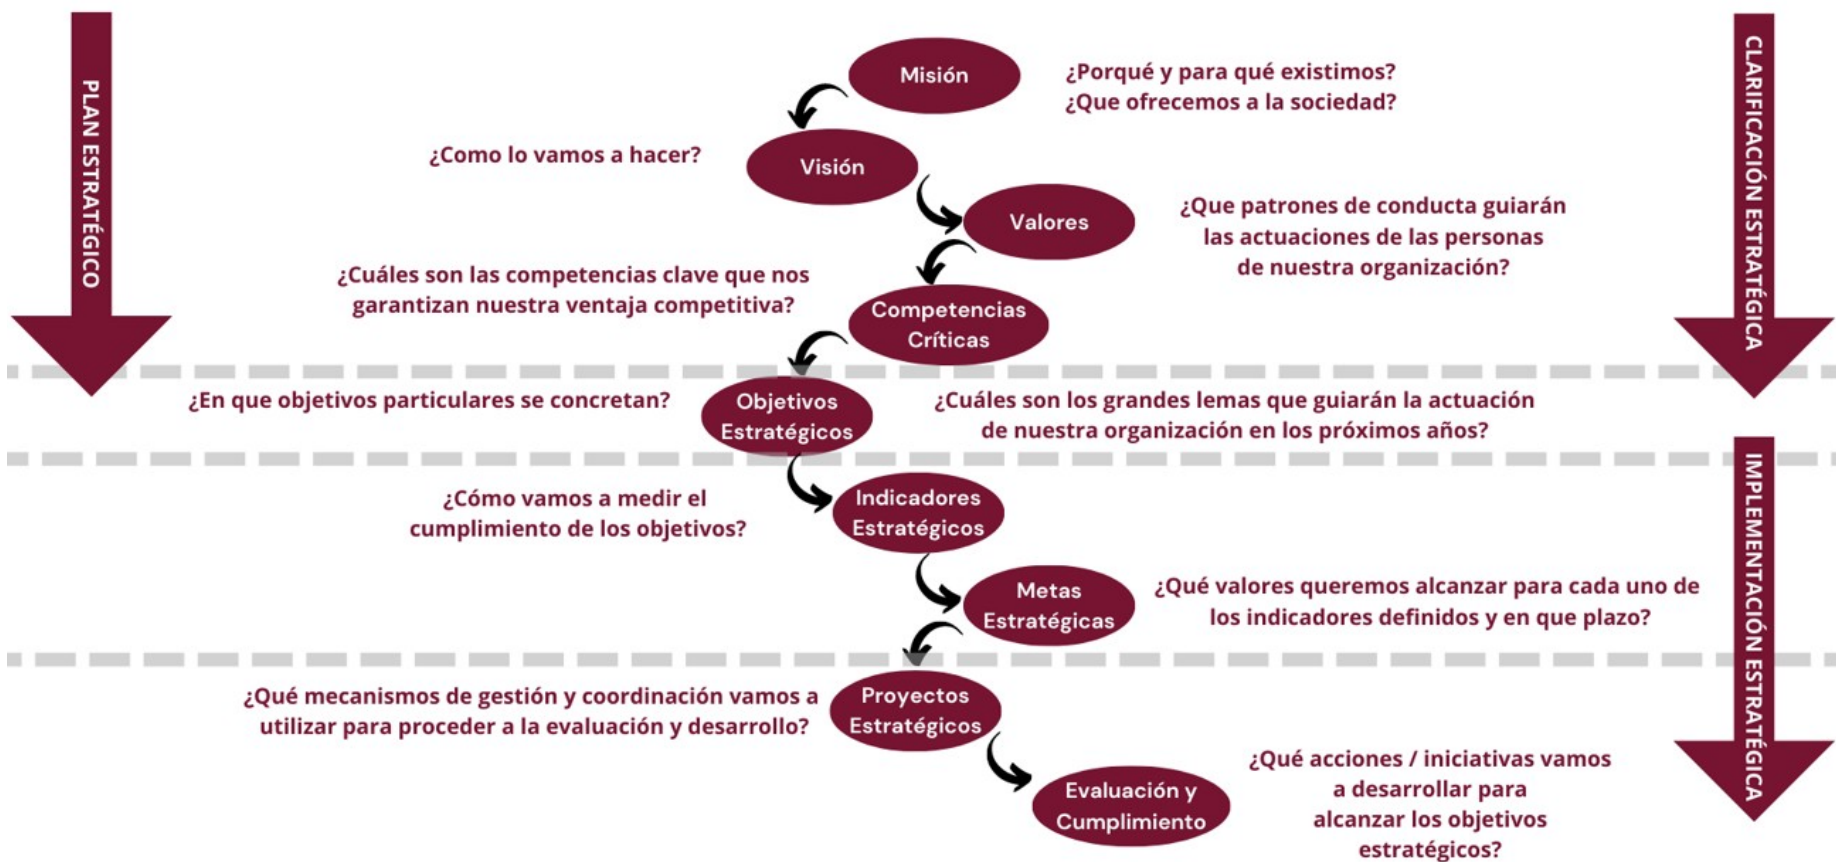 PLAN ESTRATÉGICO
CLARIFICACIÓN ESTRATÉGICA
Misión
¿Porqué y para qué existimos?
¿Que ofrecemos a la sociedad?
¿Como lo vamos a hacer?
Visión
Valores
¿Que patrones de conducta guiarán
las actuaciones de las personas
de nuestra organización?
¿Cuáles son las competencias clave que nos
garantizan nuestra ventaja competitiva?
Competencias
Críticas
¿En que objetivos particulares se concretan?
Objetivos
Estratégicos
¿Cuáles son los grandes lemas que guiarán la actuación
de nuestra organización en los próximos años?
IMPLEMENTACIÓN ESTRATÉGICA
¿Cómo vamos a medir el
cumplimiento de los objetivos?
Indicadores
Estratégicos
Metas
Estratégicas
¿Qué valores queremos alcanzar para cada uno de
los indicadores definidos y en que plazo?
¿Qué mecanismos de gestión y coordinación vamos a
utilizar para proceder a la evaluación y desarrollo?
Proyectos
Estratégicos
Evaluación y
Cumplimiento
¿Qué acciones / iniciativas vamos
a desarrollar para
alcanzar los objetivos
estratégicos?